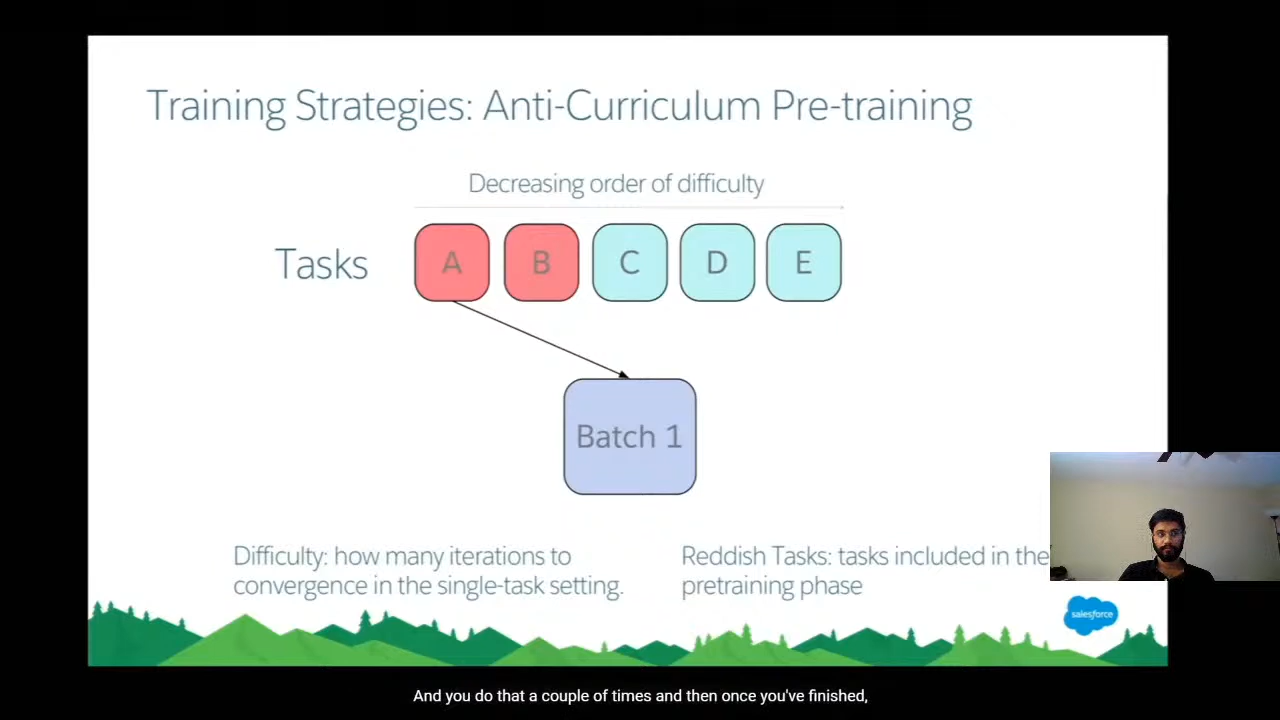 Training Strategies: Anti-Curriculum Pre-training
Decreasing order of difficulty
Tasks
A
B
C
D
E
Batch 1
Difficulty: how many iterations to
convergence in the single-task setting.
Reddish Tasks: tasks included in the
pretraining phase
salesforce
And you do that a couple of times and then once you've finished,